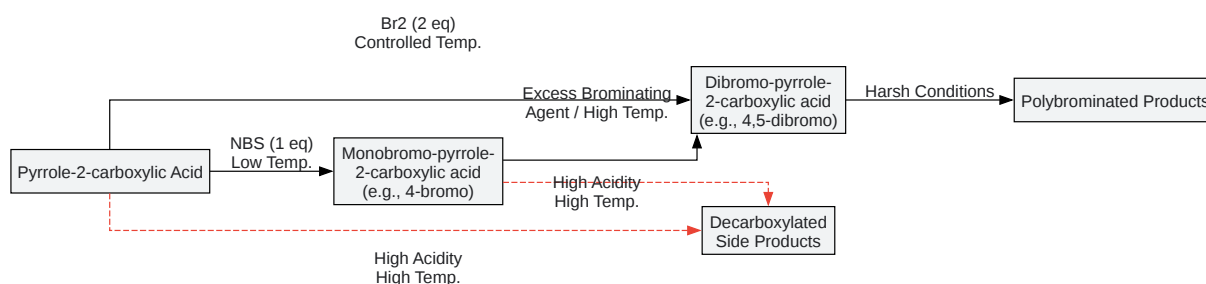 Br2 (2 eq)
Controlled Temp.
Excess Brominating
Agent / High Temp.
Dibromo-pyrrole-
2-carboxylic acid
(e.g., 4,5-dibromo)
Harsh Conditions
Polybrominated Products
Pyrrole-2-carboxylic Acid
NBS (1 eq)
Low Temp.
Monobromo-pyrrole-
2-carboxylic acid
(e.g., 4-bromo)
High Acidity
High Temp.
Decarboxylated
Side Products
High Acidity
High Temp.